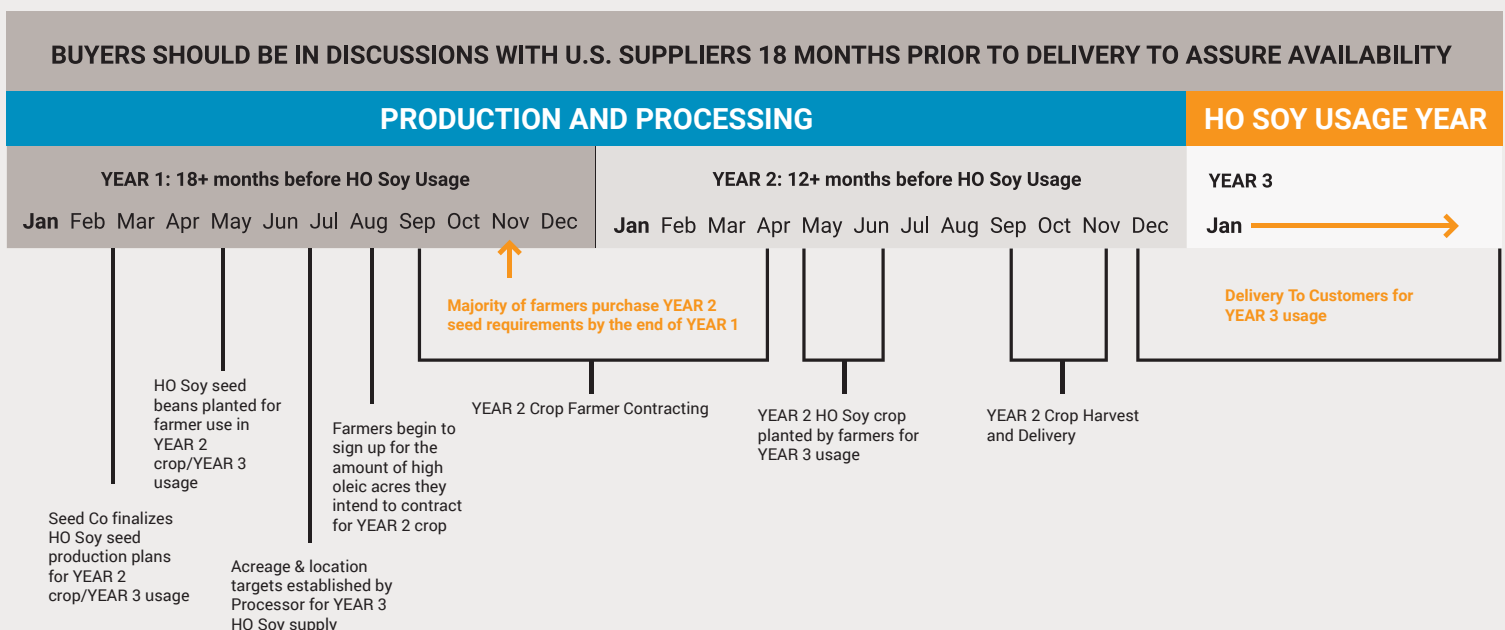 BUYERS SHOULD BE IN DISCUSSIONS WITH U.S. SUPPLIERS 18 MONTHS PRIOR TO DELIVERY TO ASSURE AVAILABILITY
PRODUCTION AND PROCESSING
HO SOY USAGE YEAR
YEAR 1: 18+ months before HO Soy Usage
Jan Feb Mar Apr May Jun Jul Aug Sep Oct Nov Dec
YEAR 2: 12+ months before HO Soy Usage
Jan Feb Mar Apr May Jun Jul Aug Sep Oct Nov Dec
YEAR 3
Jan
Majority of farmers purchase YEAR 2
seed requirements by the end of YEAR 1
Delivery To Customers for
YEAR 3 usage
Seed Co finalizes
HO Soy seed
production plans
for YEAR 2
crop/YEAR 3 usage
HO Soy seed
beans planted for
farmer use in
YEAR 2
crop/YEAR 3
usage
Acreage & location
targets established by
Processor for YEAR 3
HO Soy supply
Farmers begin to
sign up for the
amount of high
oleic acres they
intend to contract
for YEAR 2 crop
YEAR 2 Crop Farmer Contracting
YEAR 2 HO Soy crop
planted by farmers for
YEAR 3 usage
YEAR 2 Crop Harvest
and Delivery